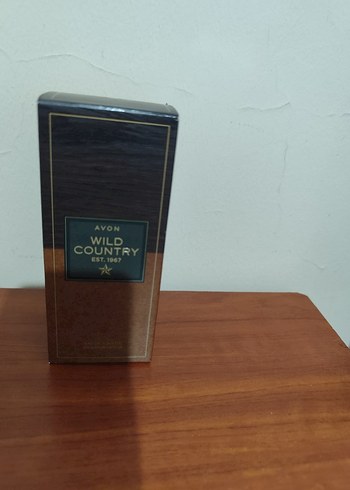 AVON
WILD
COUNTRY
EST. 1967